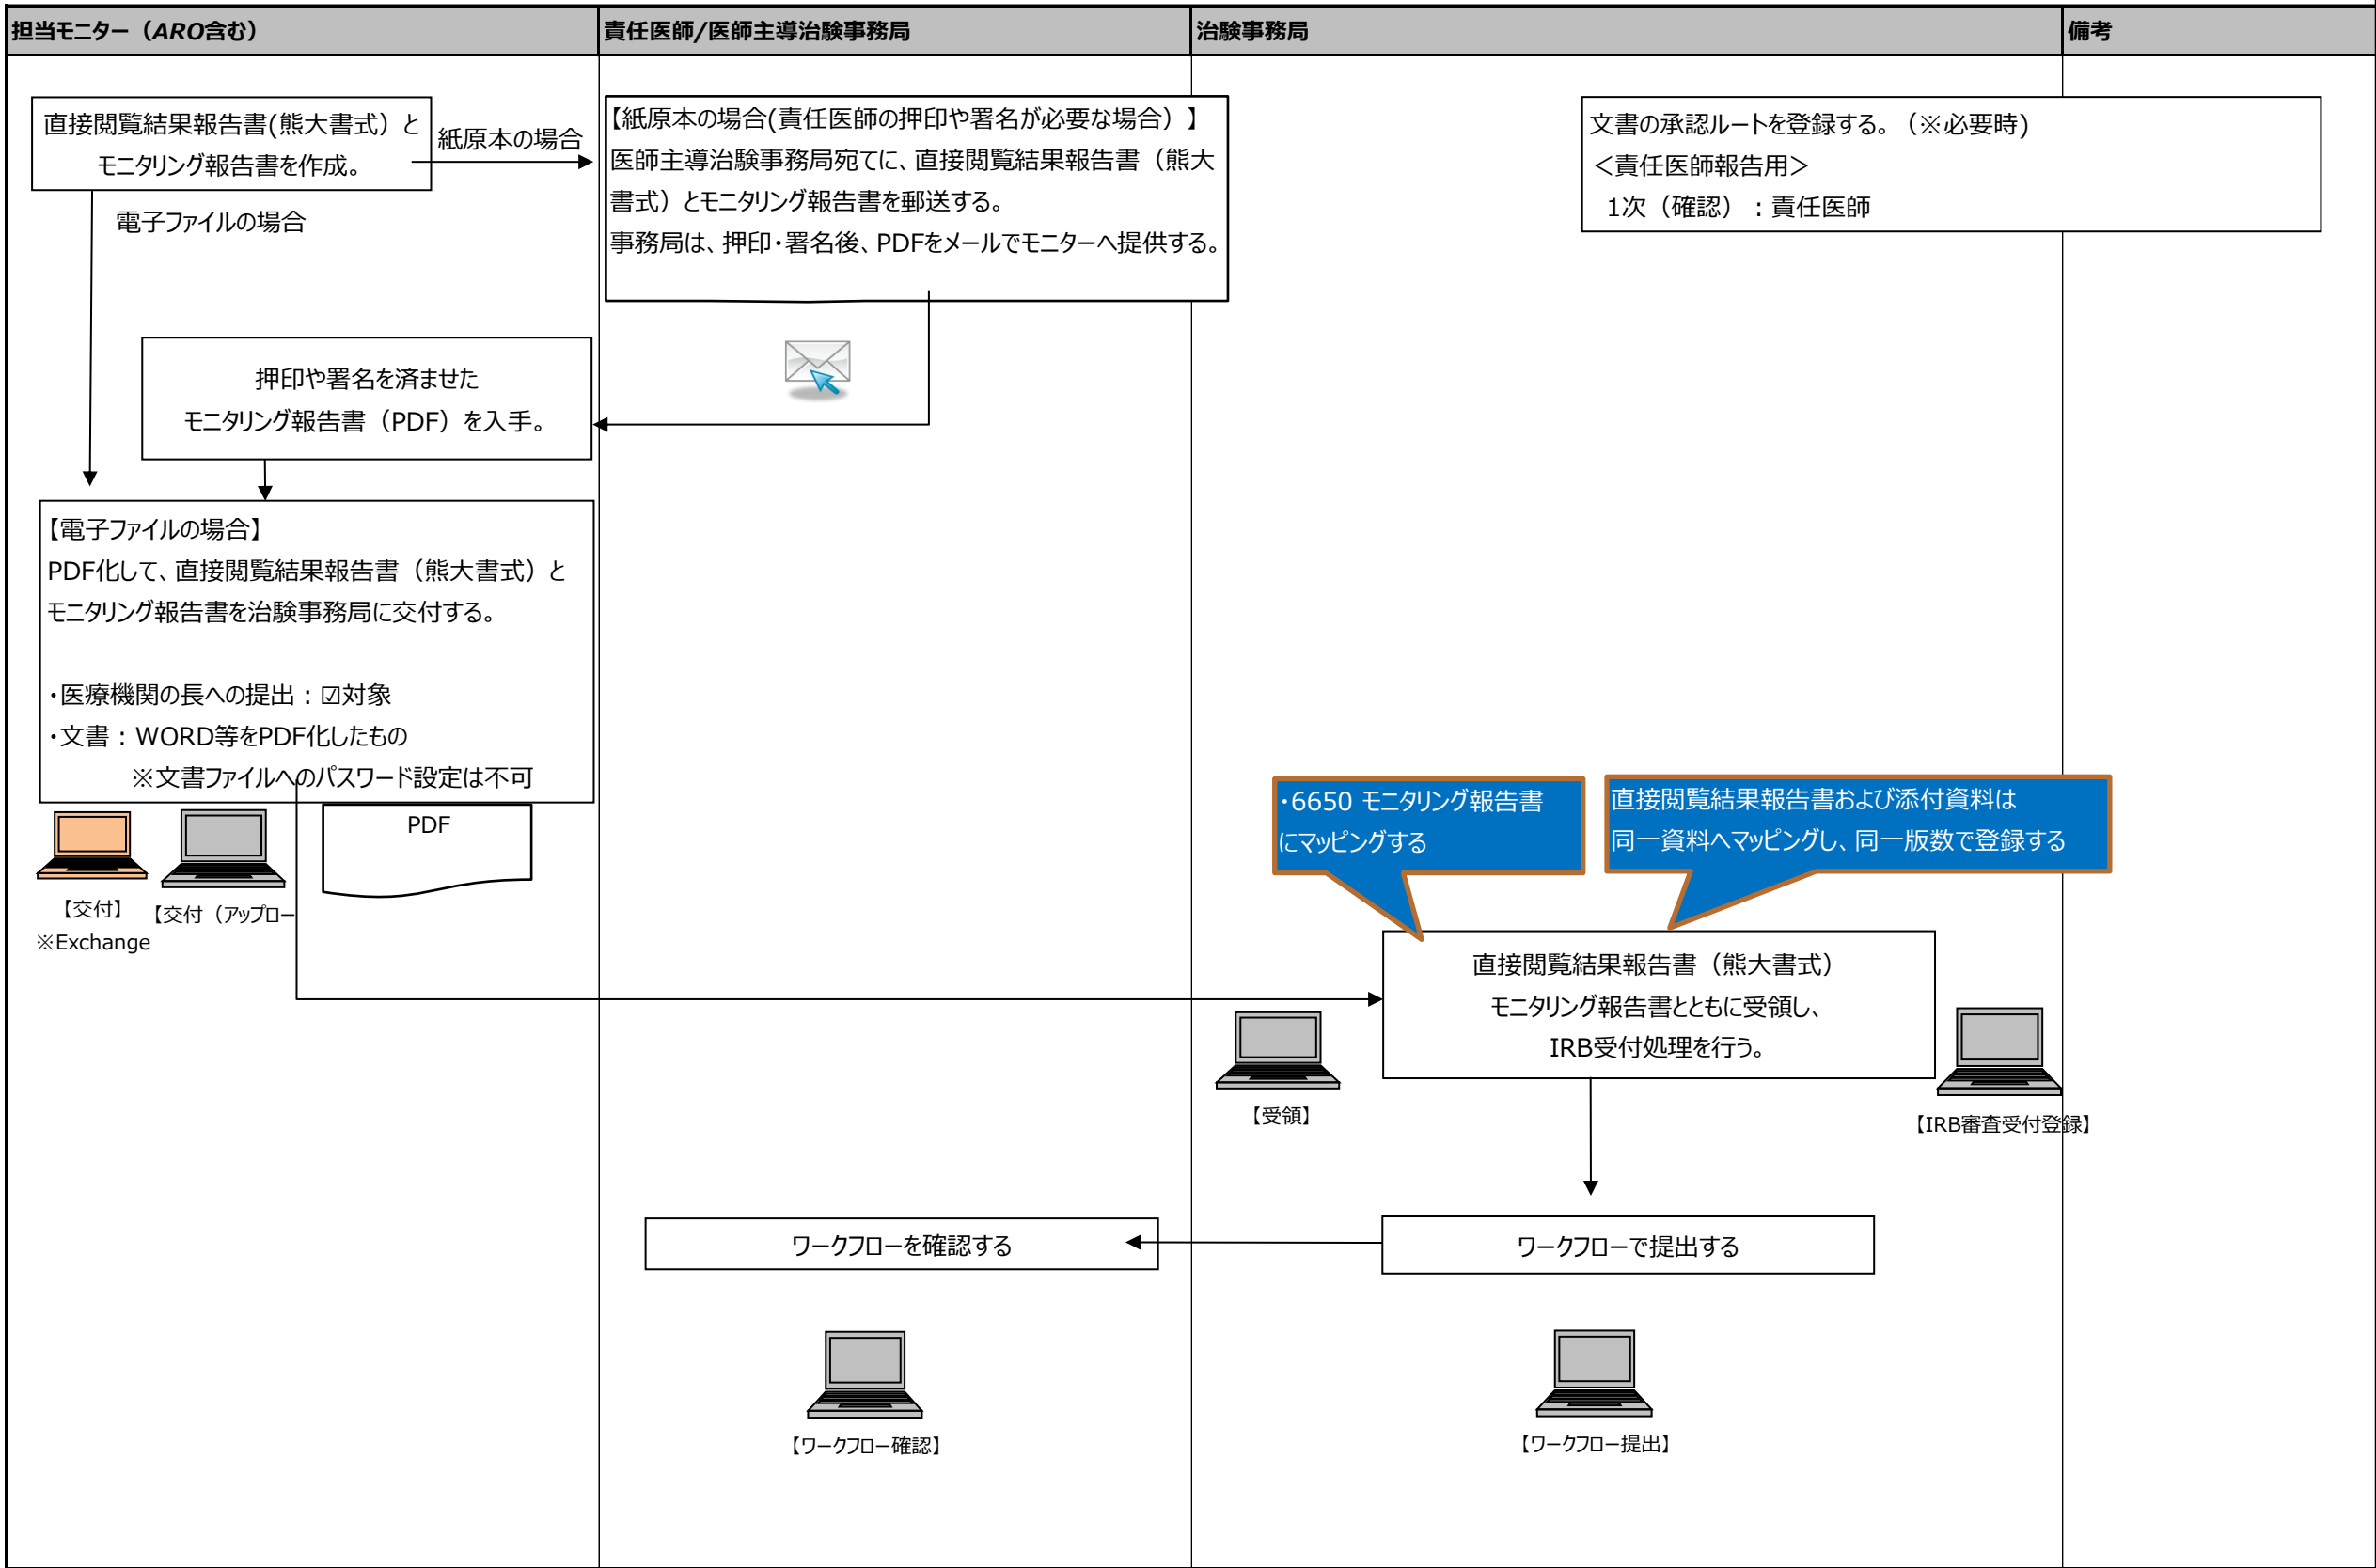 担当モニター（ARO含む）
責任医師/医師主導治験事務局
治験事務局
備考
直接閲覧結果報告書(熊大書式）と
モニタリング報告書を作成。
紙原本の場合
電子ファイルの場合
【紙原本の場合(責任医師の押印や署名が必要な場合）】
医師主導治験事務局宛てに、直接閲覧結果報告書（熊大
書式）とモニタリング報告書を郵送する。
事務局は、押印・署名後、PDFをメールでモニターへ提供する。
文書の承認ルートを登録する。（※必要時)
＜責任医師報告用＞
1次（確認）：責任医師
押印や署名を済ませた
モニタリング報告書（PDF）を入手。
【電子ファイルの場合】
PDF化して、直接閲覧結果報告書（熊大書式）と
モニタリング報告書を治験事務局に交付する。
・医療機関の長への提出：☑対象
・文書：WORD等をPDF化したもの
※文書ファイルへのパスワード設定は不可
PDF
【交付】
※Exchange
【交付（アップロー
・6650 モニタリング報告書
にマッピングする
直接閲覧結果報告書および添付資料は
同一資料へマッピングし、同一版数で登録する
直接閲覧結果報告書（熊大書式）
モニタリング報告書とともに受領し、
IRB受付処理を行う。
【受領】
【IRB審査受付登録】
ワークフローを確認する
ワークフローで提出する
【ワークフロー確認】
【ワークフロー提出】